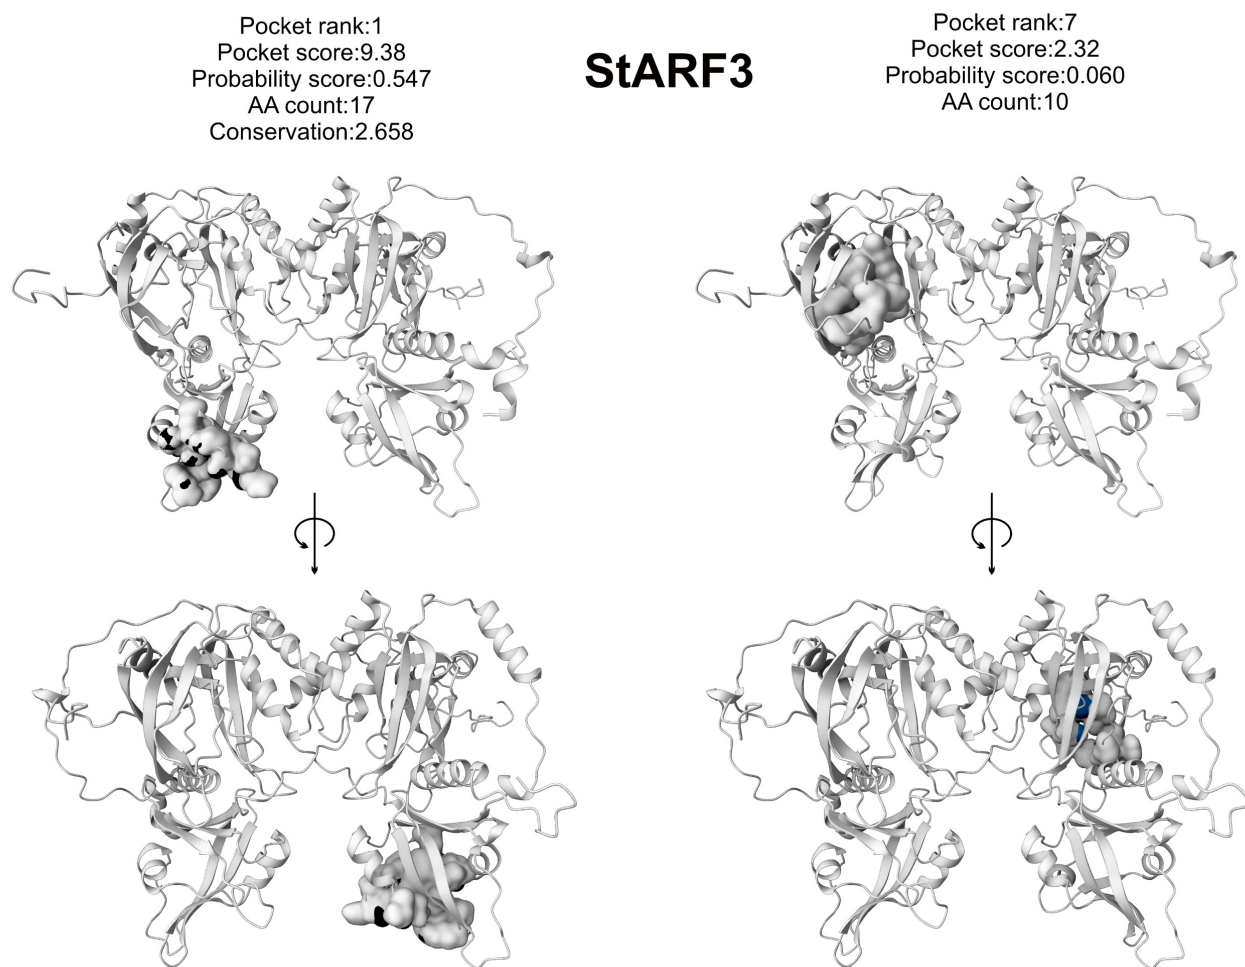 Pocket rank:1
Pocket score:9.38
Probability score:0.547
AA count:17
Conservation:2.658
StARF3
Pocket rank:7
Pocket score:2.32
Probability score:0.060
AA count:10